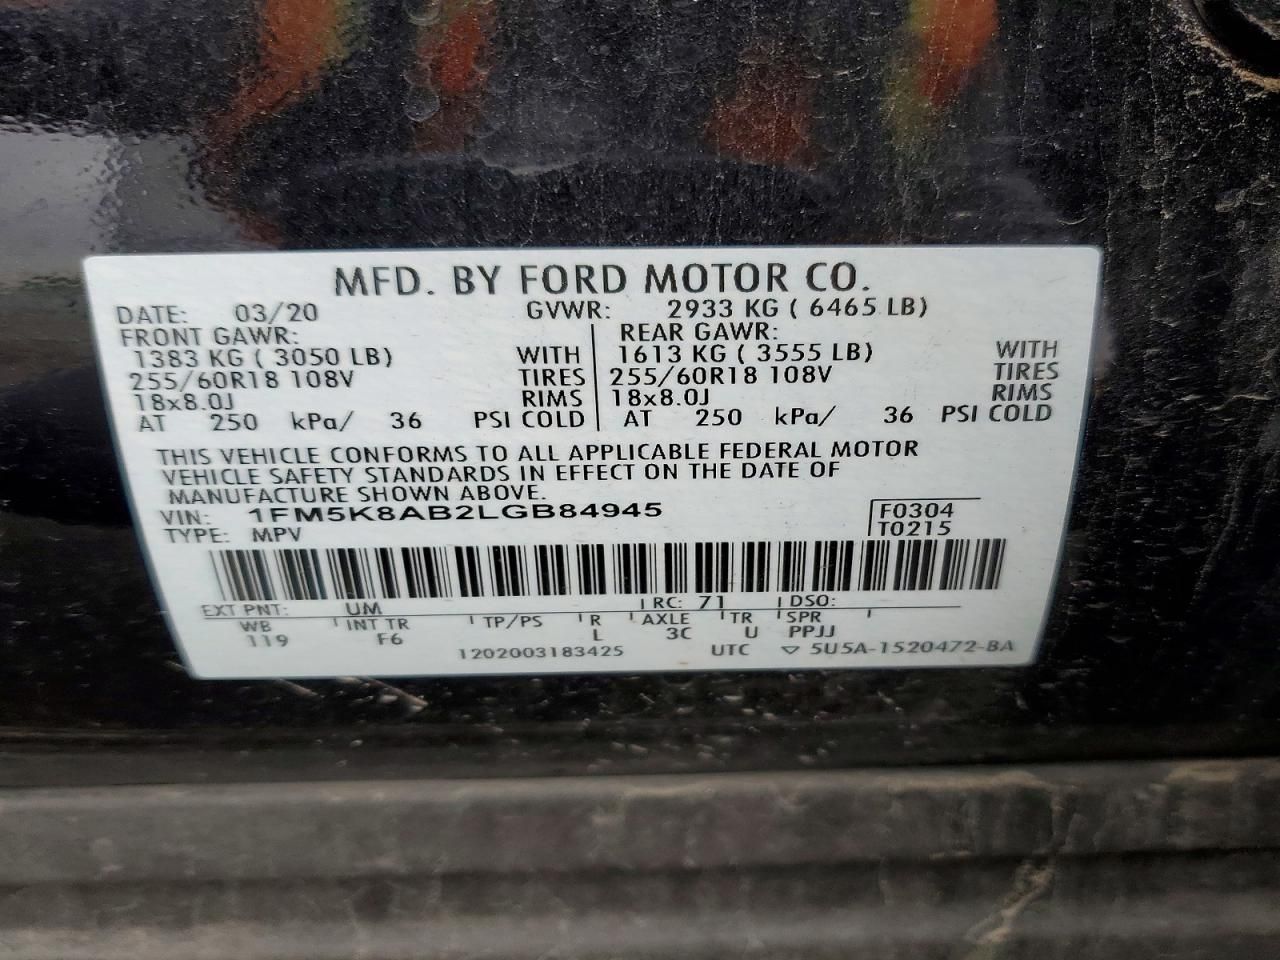 MFD. BY FORD MOTOR CO.
DATE: 03/20 GVWR: 2933 KG ( 6465 LB)
FRONT GAWR: REAR GAWR:
1383 KG ( 3050 LB) WITH 1613 KG ( 3555 LB) WITH
255/60R18 108V TIRES 255/60R18 108V TIRES
18x8.0J RIMS 18x8.0J RIMS
AT 250 kPa/ 36 PSI COLD AT 250 kPa/ 36 PSI COLD
THIS VEHICLE CONFORMS TO ALL APPLICABLE FEDERAL MOTOR
VEHICLE SAFETY STANDARDS IN EFFECT ON THE DATE OF
MANUFACTURE SHOWN ABOVE.
VIN: 1FM5K8AB2LGB84945 F0304
TYPE: MPV T0215
EXT PNT: UM RC: 71 DSO:
WB INT TR TP/PS R AXLE TR SPR
119 F6 L 3C U PPJJ
1202003183425 UTC ▽ 5U5A-1520472-BA